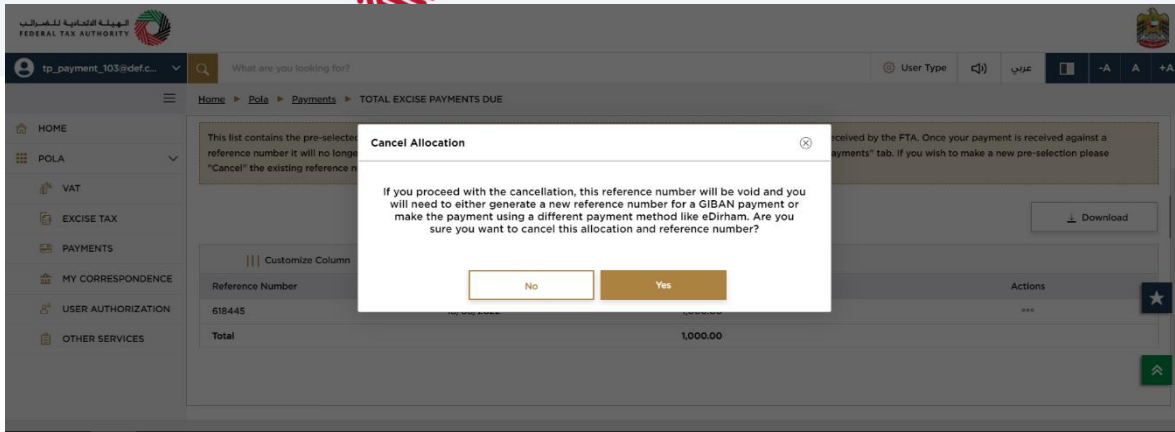 الهيئة الاتحادية للضرائب
FEDERAL TAX AUTHORITY
tp_payment_103@def.c...
What are you looking for?
User Type
عربي
-A
A
+A
Home ▸ Pola ▸ Payments ▸ TOTAL EXCISE PAYMENTS DUE
HOME
POLA
VAT
EXCISE TAX
PAYMENTS
MY CORRESPONDENCE
USER AUTHORIZATION
OTHER SERVICES
This list contains the pre-selected
received by the FTA. Once your payment is received against a
reference number it will no longe
ayments" tab. If you wish to make a new pre-selection please
"Cancel" the existing reference n
Cancel Allocation
If you proceed with the cancellation, this reference number will be void and you
will need to either generate a new reference number for a GIBAN payment or
make the payment using a different payment method like eDirham. Are you
sure you want to cancel this allocation and reference number?
No
Yes
Download
Customize Column
Reference Number
Actions
618445
1,000.00
Total
1,000.00